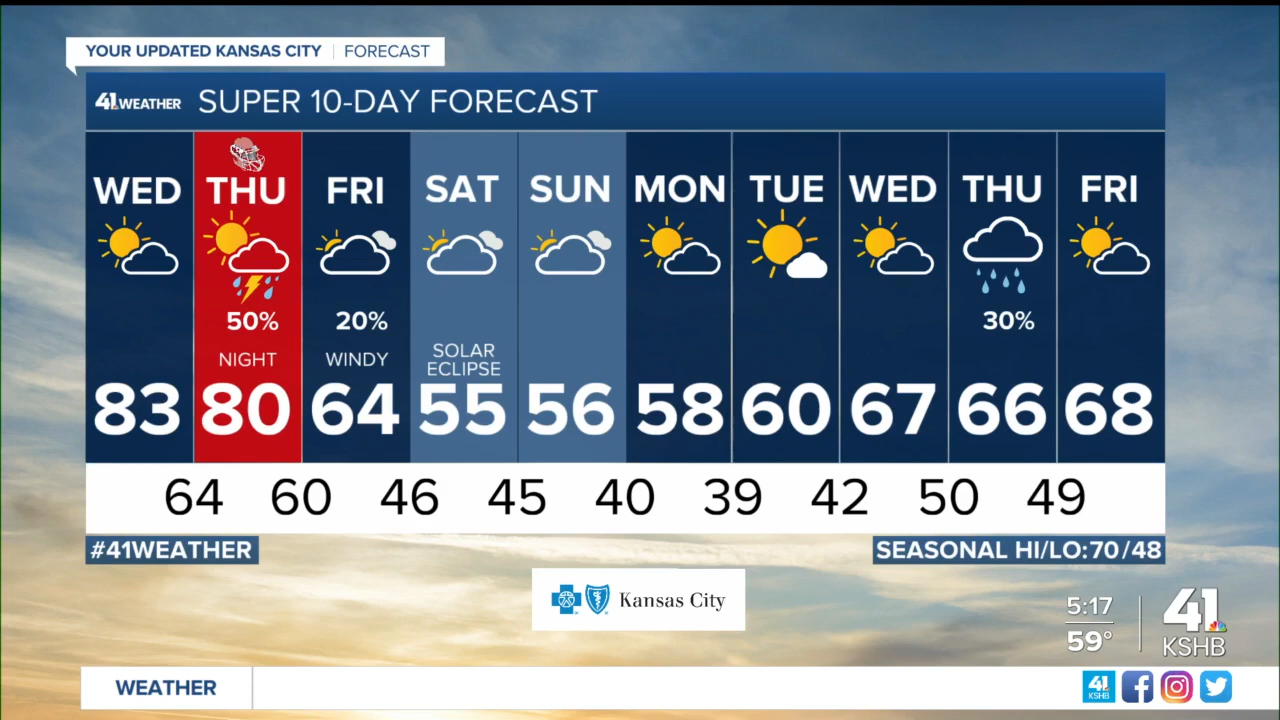 YOUR UPDATED KANSAS CITY | FORECAST
41 WEATHER SUPER 10-DAY FORECAST
WED THU FRI SAT SUN MON TUE WED THU FRI
50% 20% 30%
NIGHT WINDY SOLAR ECLIPSE
83 80 64 55 56 58 60 67 66 68
64 60 46 45 40 39 42 50 49
#41WEATHER SEASONAL HI/LO:70/48
Kansas City
5:17
59°
41
KSHB
WEATHER
41
KSHB